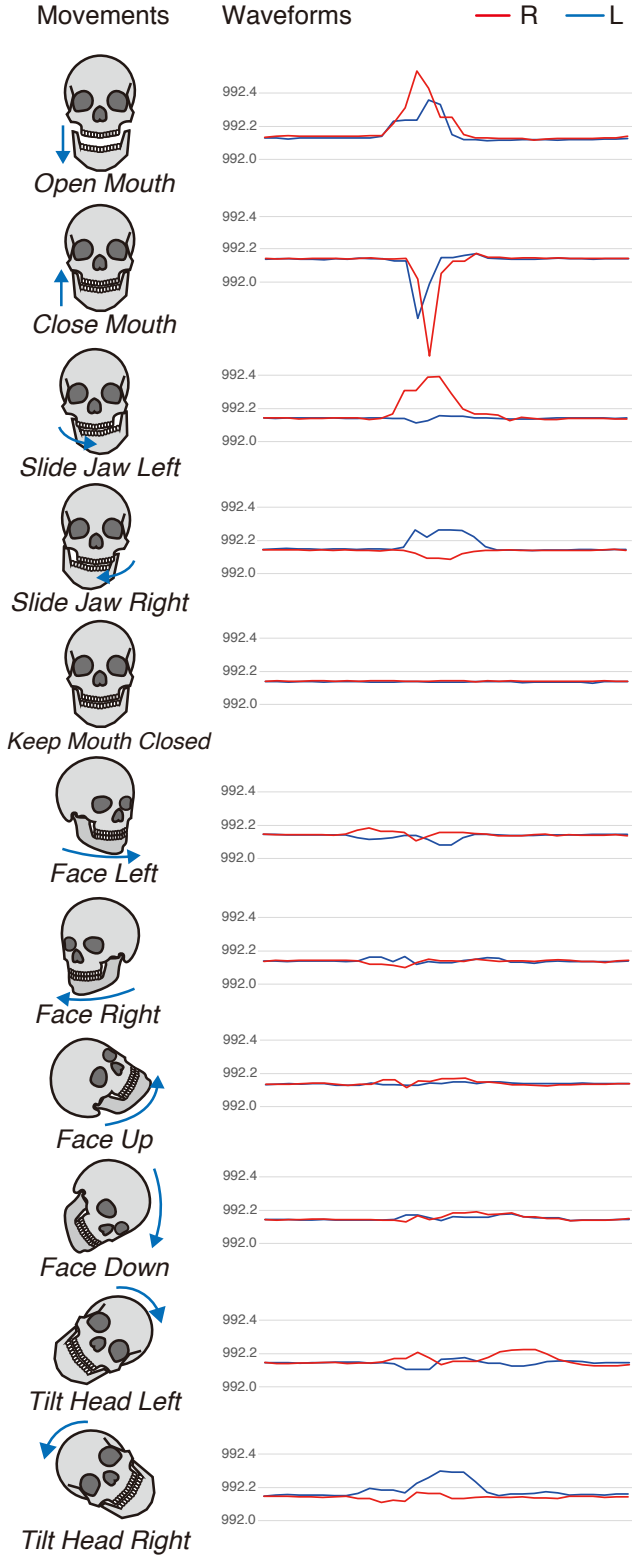 Movements Waveforms R L
992.4
992.2
992.0
Open Mouth
992.4
992.2
992.0
Close Mouth
992.4
992.2
992.0
Slide Jaw Left
992.4
992.2
992.0
Slide Jaw Right
992.4
992.2
992.0
Keep Mouth Closed
992.4
992.2
992.0
Face Left
992.4
992.2
992.0
Face Right
992.4
992.2
992.0
Face Up
992.4
992.2
992.0
Face Down
992.4
992.2
992.0
Tilt Head Left
992.4
992.2
992.0
Tilt Head Right